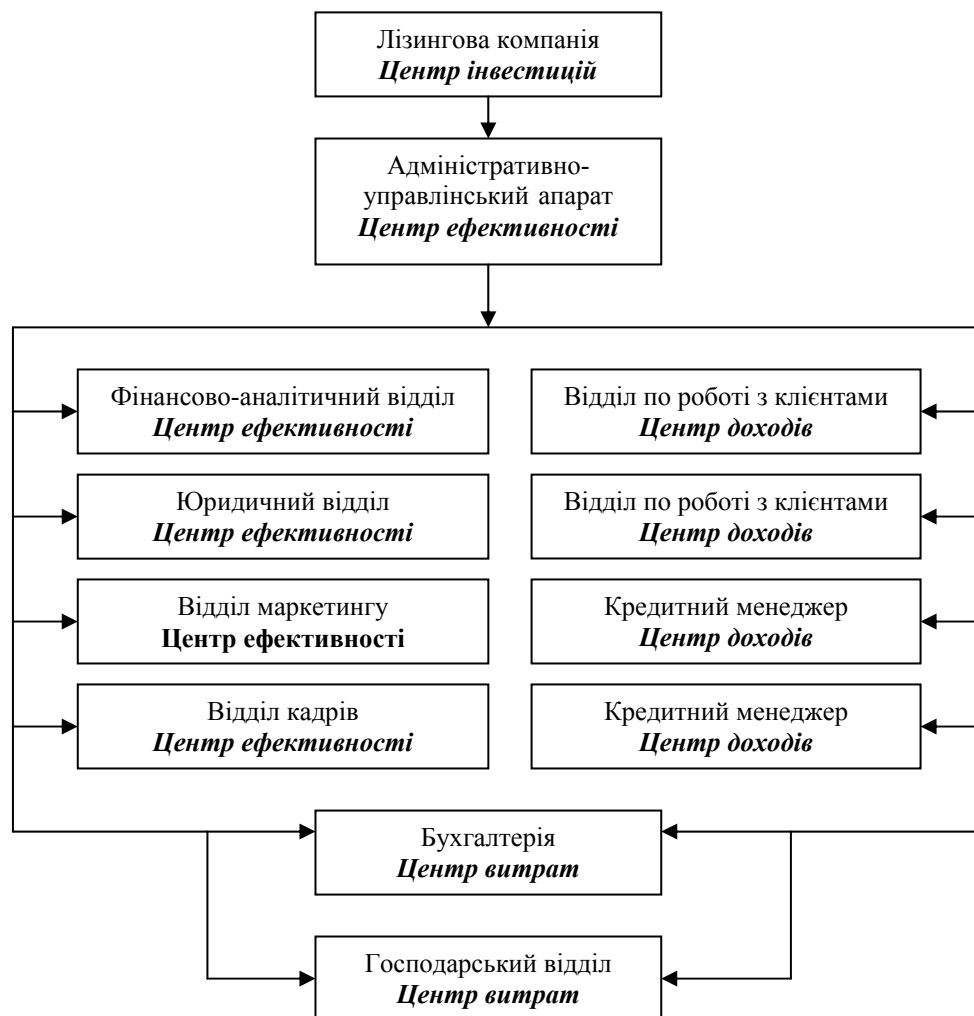 Лізингова компанія
Центр інвестицій
Адміністративно-
управлінський апарат
Центр ефективності
Фінансово-аналітичний відділ
Центр ефективності
Відділ по роботі з клієнтами
Центр доходів
Юридичний відділ
Центр ефективності
Відділ по роботі з клієнтами
Центр доходів
Відділ маркетингу
Центр ефективності
Кредитний менеджер
Центр доходів
Відділ кадрів
Центр ефективності
Кредитний менеджер
Центр доходів
Бухгалтерія
Центр витрат
Господарський відділ
Центр витрат